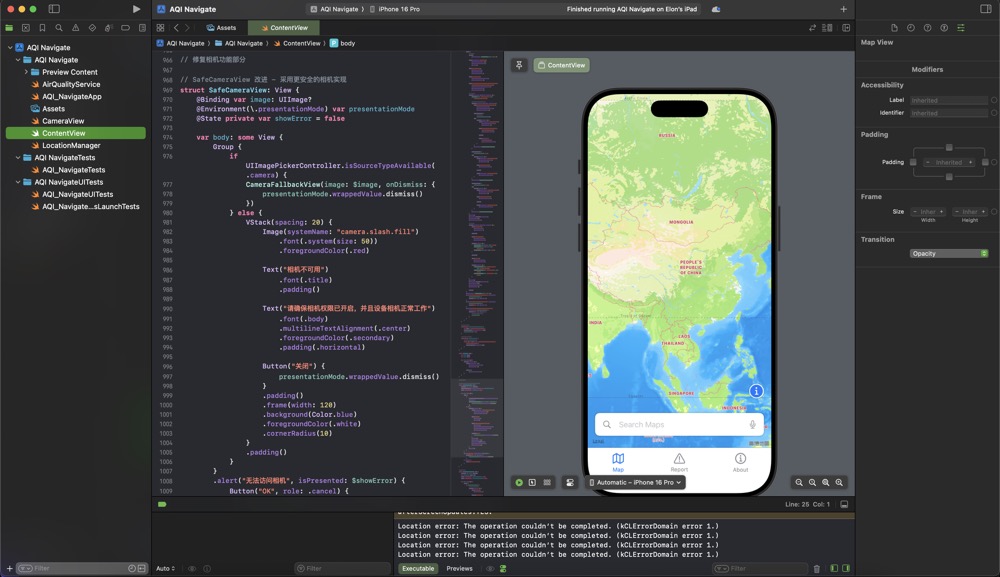 AQI Navigate
AQI Navigate 〉 iPhone 16 Pro
Finished running AQI Navigate on Elon's iPad
Assets
ContentView
AQI Navigate 〉 AQI Navigate 〉 ContentView 〉 P body
AQI Navigate
AQI Navigate
Preview Content
AirQualityService
AQI_NavigateApp
Assets
CameraView
ContentView
LocationManager
AQI NavigateTests
AQI_NavigateTests
AQI NavigateUITests
AQI_NavigateUITests
AQI_Navigate...sLaunchTests
966 // 修复相机功能部分
967
968 // SafeCameraView 改进 – 采用更安全的相机实现
969 struct SafeCameraView: View {
970 @Binding var image: UIImage?
971 @Environment(\.presentationMode) var presentationMode
972 @State private var showError = false
973
974 var body: some View {
975 Group {
976 if
UIImagePickerController.isSourceTypeAvailable(
.camera) {
977 CameraFallbackView(image: $image, onDismiss: {
978 presentationMode.wrappedValue.dismiss()
979 })
980 } else {
981 VStack(spacing: 20) {
982 Image(systemName: "camera.slash.fill")
983 .font(.system(size: 50))
984 .foregroundColor(.red)
985
986 Text("相机不可用")
987 .font(.title)
988 .padding()
989
990 Text("请确保相机权限已开启，并且设备相机正常工作")
991 .font(.body)
992 .multilineTextAlignment(.center)
993 .foregroundColor(.secondary)
994 .padding(.horizontal)
995
996 Button("关闭") {
997 presentationMode.wrappedValue.dismiss()
998 }
999 .padding()
1000 .frame(width: 120)
1001 .background(Color.blue)
1002 .foregroundColor(.white)
1003 .cornerRadius(10)
1004 }
1005 .padding()
1006 }
1007 }
1008 .alert("无法访问相机", isPresented: $showError) {
1009 Button("OK", role: .cancel) {
ContentView
RUSSIA
MONGOLIA
PEOPLE'S
REPUBLIC
OF CHINA
INDIA
LAOS
THAILAND
SINGAPORE
INDONESIA
Search Maps
Map
Report
About
Automatic – iPhone 16 Pro
Line: 25 Col: 1
Map View
Modifiers
Accessibility
Label Inherited
Identifier Inherited
Padding
Padding Inherited
Frame
Size Inher Inher
Width Height
Transition
Opacity
Location error: The operation couldn't be completed. (kCLErrorDomain error 1.)
Location error: The operation couldn't be completed. (kCLErrorDomain error 1.)
Location error: The operation couldn't be completed. (kCLErrorDomain error 1.)
Location error: The operation couldn't be completed. (kCLErrorDomain error 1.)
Filter
Auto
Filter
Executable
Previews
Filter